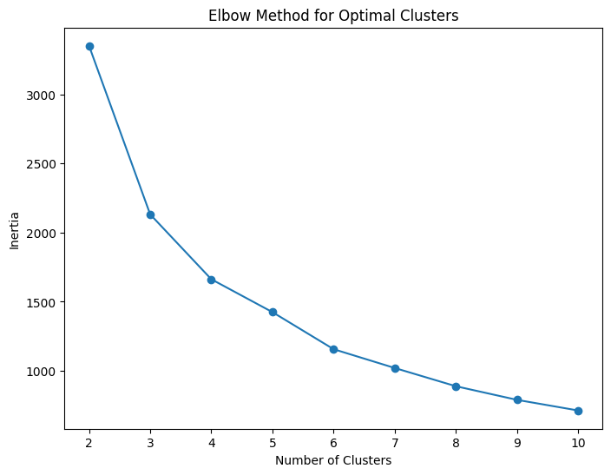 Elbow Method for Optimal Clusters
3000
2500
2000
1500
1000
Inertia
2 3 4 5 6 7 8 9 10
Number of Clusters